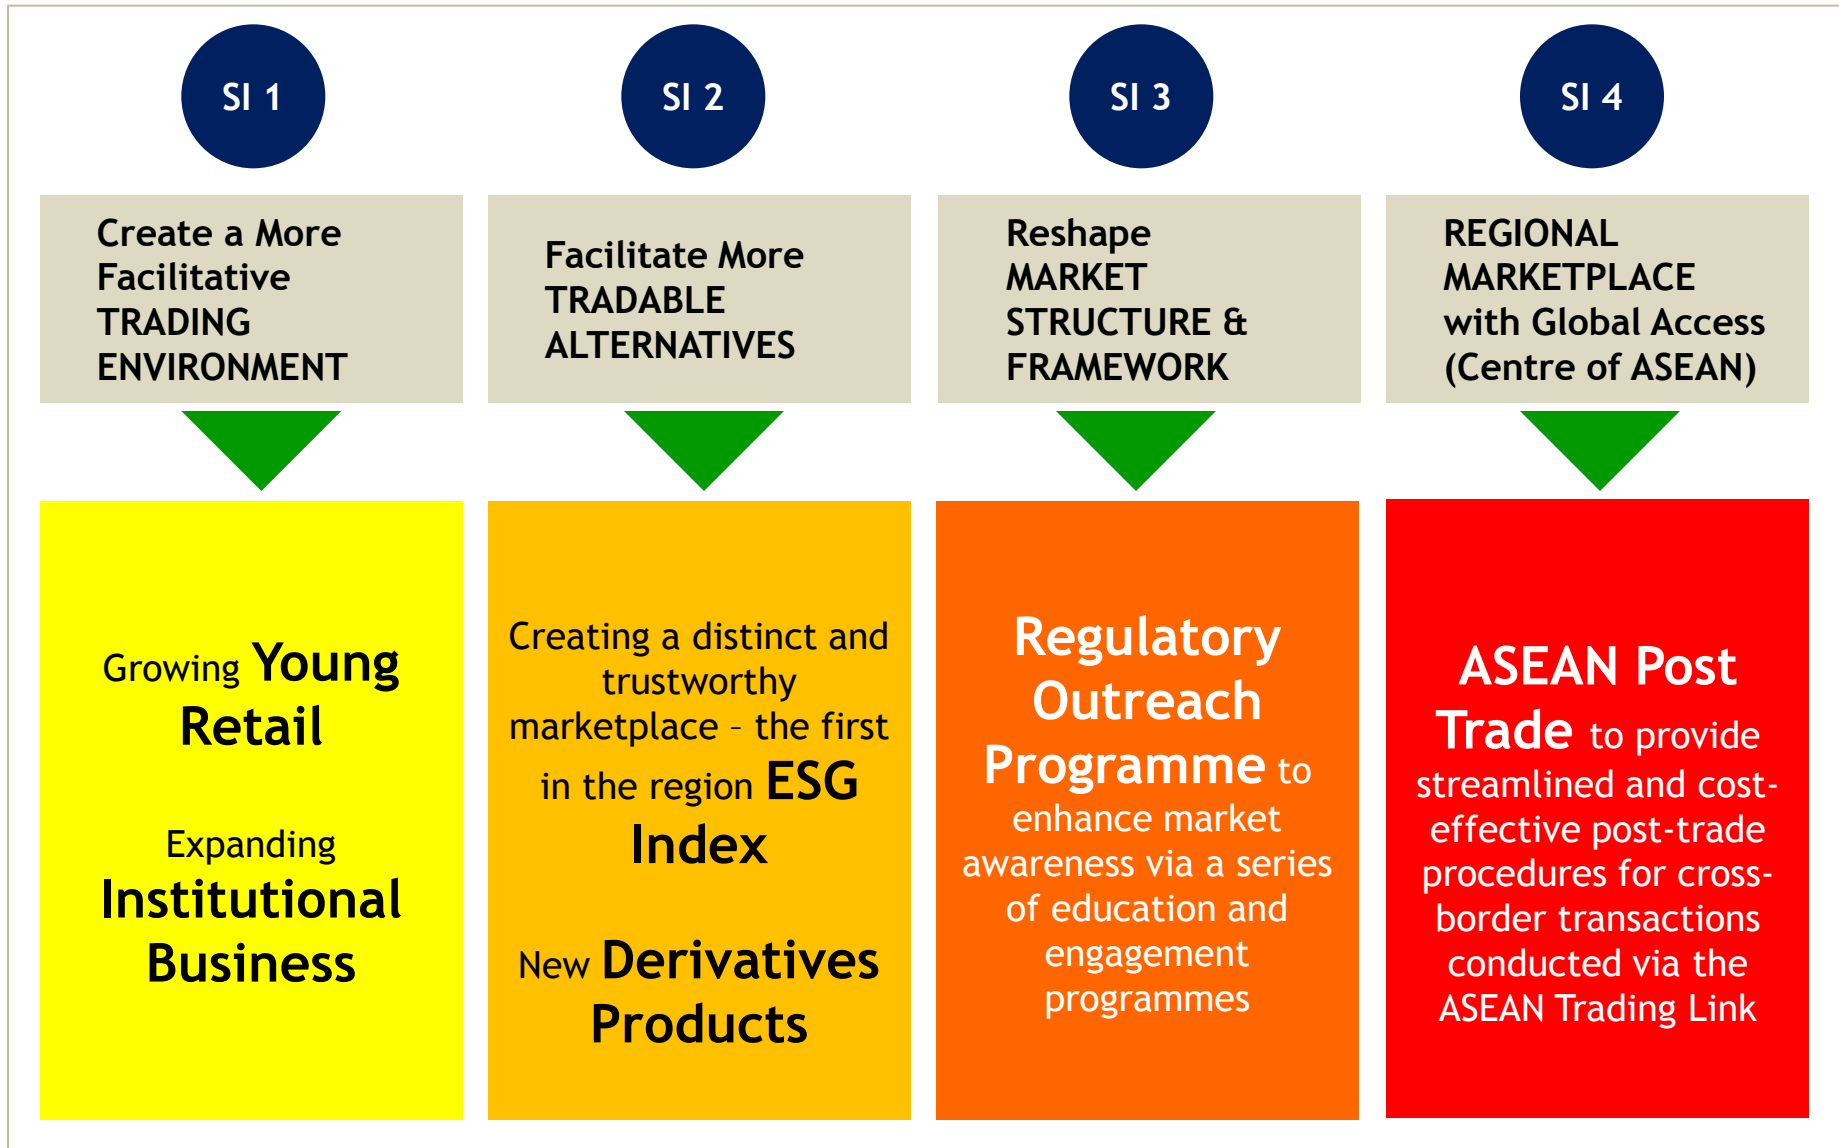 SI 1
Create a More
Facilitative
TRADING
ENVIRONMENT
Growing Young
Retail
Expanding
Institutional
Business
SI 2
Facilitate More
TRADABLE
ALTERNATIVES
Creating a distinct and
trustworthy
marketplace – the first
in the region ESG
Index
New Derivatives
Products
SI 3
Reshape
MARKET
STRUCTURE &
FRAMEWORK
Regulatory
Outreach
Programme to
enhance market
awareness via a series
of education and
engagement
programmes
SI 4
REGIONAL
MARKETPLACE
with Global Access
(Centre of ASEAN)
ASEAN Post
Trade to provide
streamlined and cost-
effective post-trade
procedures for cross-
border transactions
conducted via the
ASEAN Trading Link